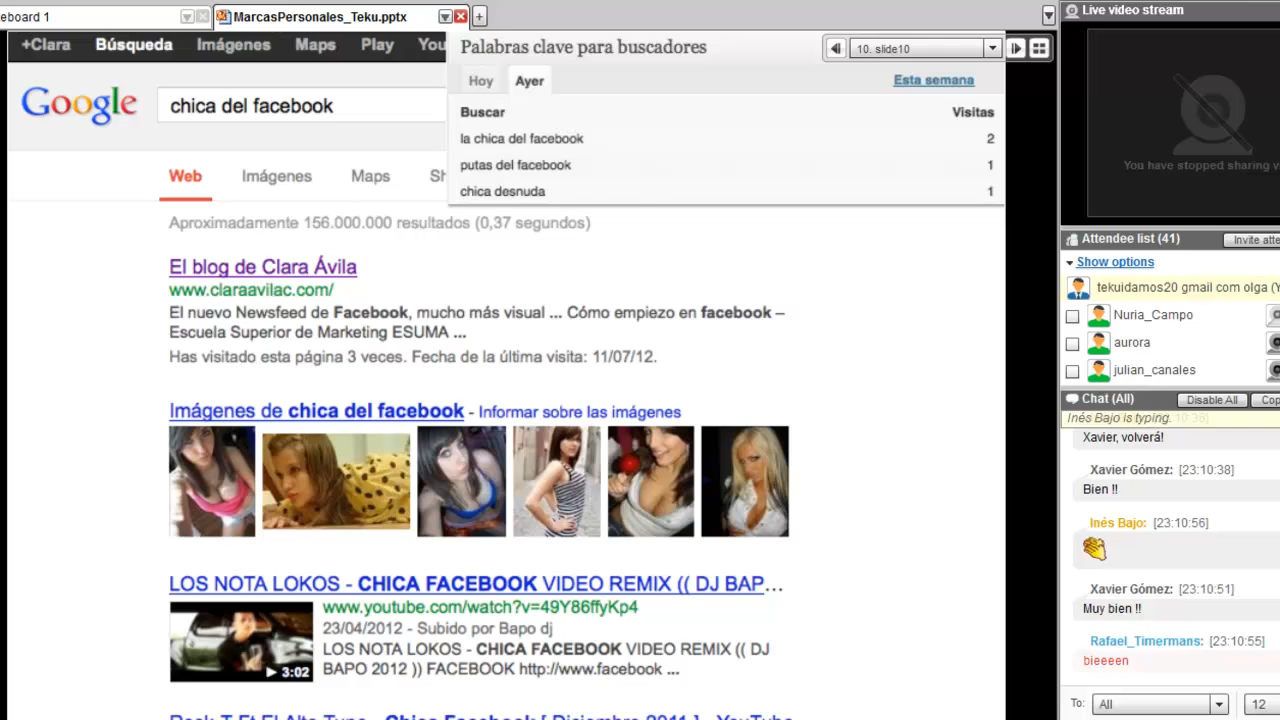 eboard 1
MarcasPersonales_Teku.pptx
+Clara Búsqueda Imágenes Maps Play You
Google
chica del facebook
Web Imágenes Maps
Aproximadamente 156.000.000 resultados (0,37 segundos)
El blog de Clara Ávila
www.claraavilac.com/
El nuevo Newsfeed de Facebook, mucho más visual ... Cómo empiezo en facebook –
Escuela Superior de Marketing ESUMA ...
Has visitado esta página 3 veces. Fecha de la última visita: 11/07/12.
Imágenes de chica del facebook - Informar sobre las imágenes
LOS NOTA LOKOS - CHICA FACEBOOK VIDEO REMIX (( DJ BAP...
www.youtube.com/watch?v=49Y86ffyKp4
23/04/2012 - Subido por Bapo dj
LOS NOTA LOKOS - CHICA FACEBOOK VIDEO REMIX (( DJ
BAPO 2012 )) FACEBOOK http://www.facebook ...
3:02
Palabras clave para buscadores
10. slide10
Hoy Ayer Esta semana
Buscar Visitas
la chica del facebook 2
putas del facebook 1
chica desnuda 1
Live video stream
You have stopped sharing
Attendee list (41)
Invite atte
Show options
tekuidamos20 gmail com olga (Y
Nuria_Campo
aurora
julian_canales
Chat (All)
Disable All
Cop
Inés Bajo is typing.
Xavier, volverá!
Xavier Gómez: [23:10:38]
Bien !!
Inés Bajo: [23:10:56]
Xavier Gómez: [23:10:51]
Muy bien !!
Rafael_Timermans: [23:10:55]
bieeeen
To: All 12